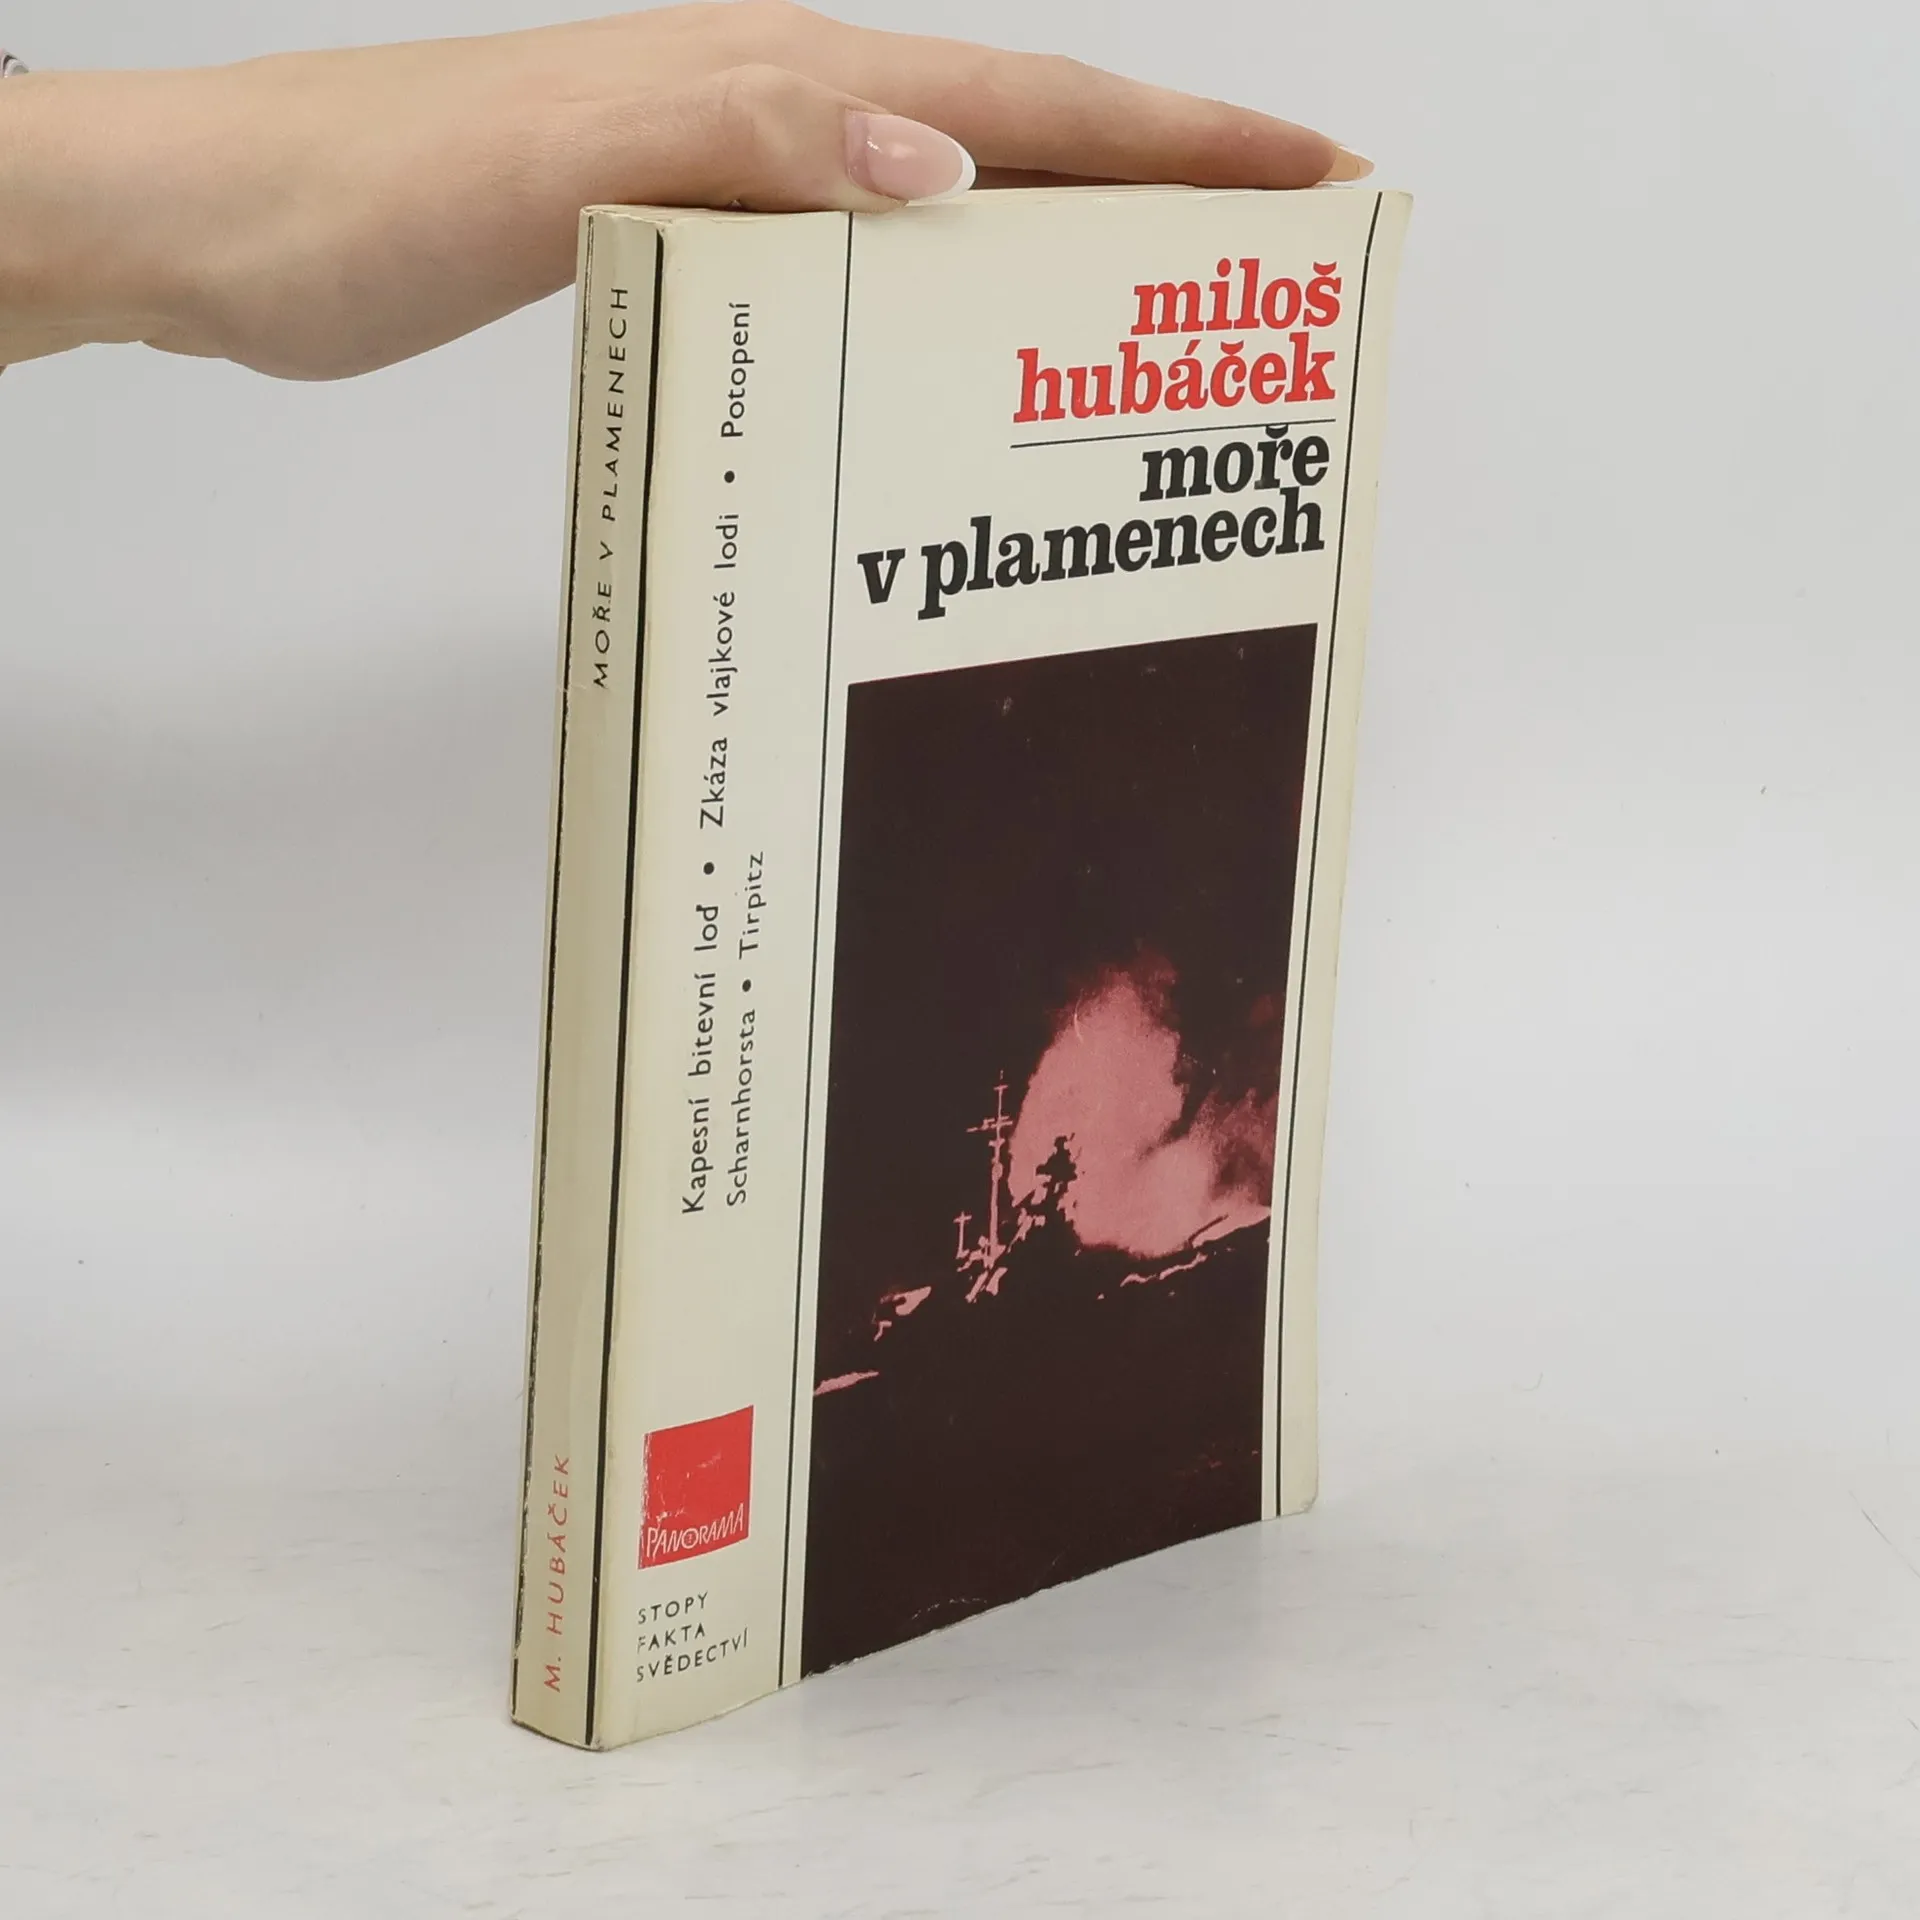 miloš
hubáček
moře
v plamenech
Kapesní bitevní loď • Zkáza vlajkové lodi • Potopení
Scharnhorsta • Tirpitz
PANORAMA
STOPY
FAKTA
SVĚDECTVÍ
MOŘE V PLAMENECH
M. HUBÁČEK